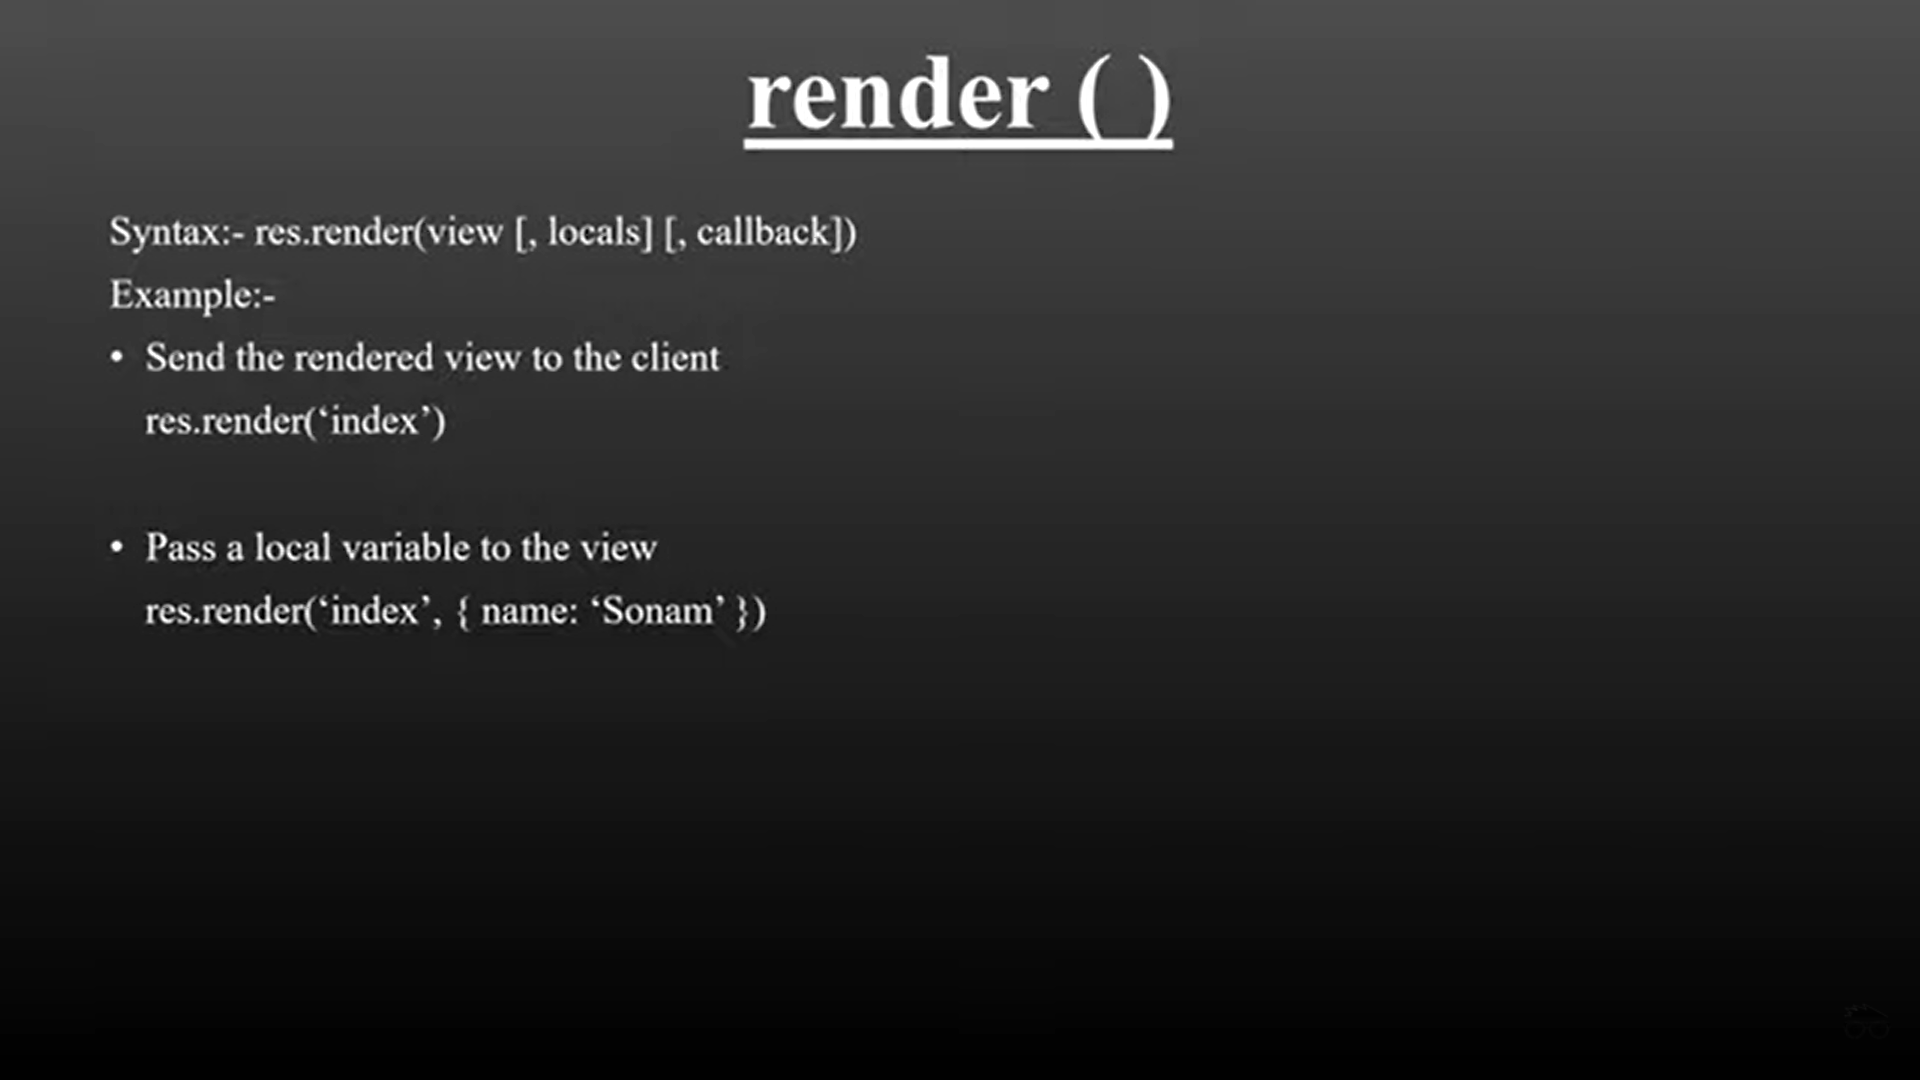 render ( )
Syntax:- res.render(view [, locals] [, callback])
Example:-
• Send the rendered view to the client
res.render(‘index’)
• Pass a local variable to the view
res.render(‘index’, { name: ‘Sonam’ })